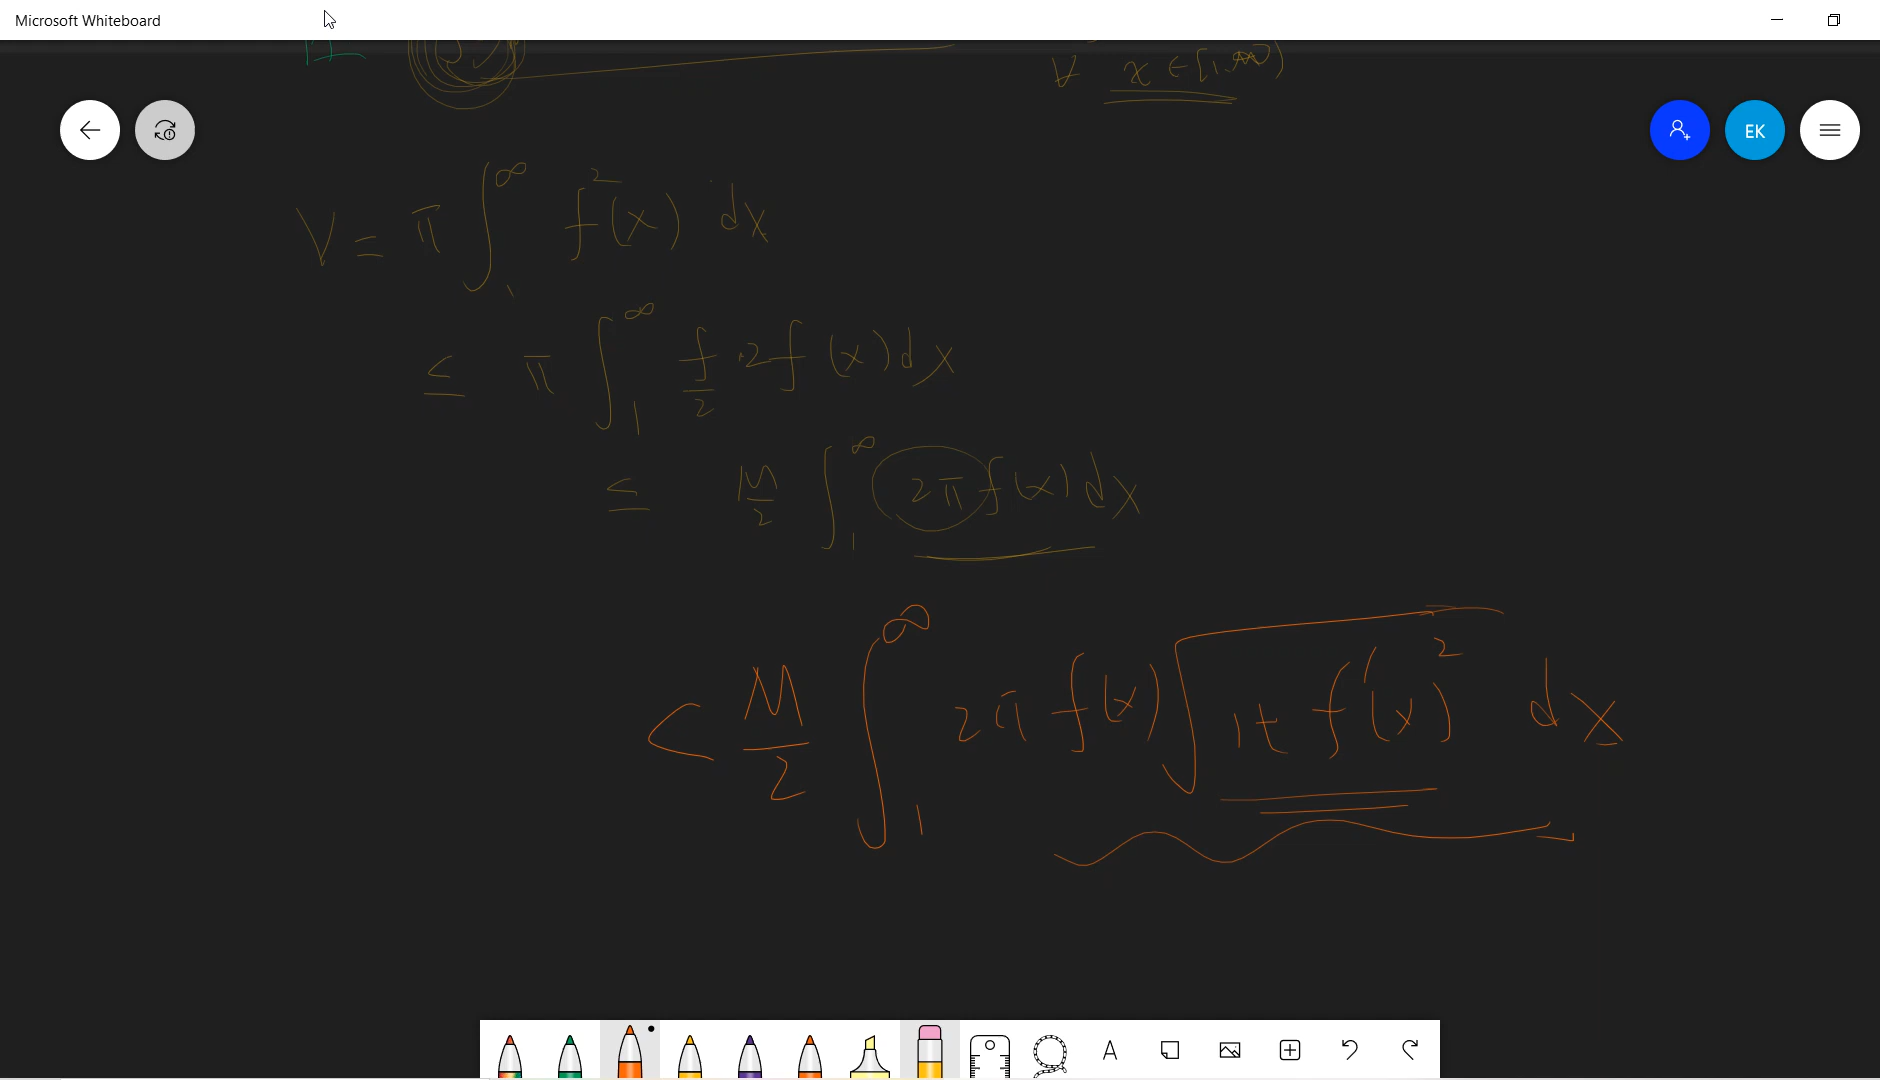 Microsoft Whiteboard
∀ x ∈ [1, ∞)
EK
V = π ∫₁^∞ f²(x) dx
≤ π ∫₁^∞ f/2 · 2f(x) dx
≤ M/2 ∫₁^∞ 2π f(x) dx
< M/2 ∫₁^∞ 2π f(x) √(1 + f'(x)²) dx
A